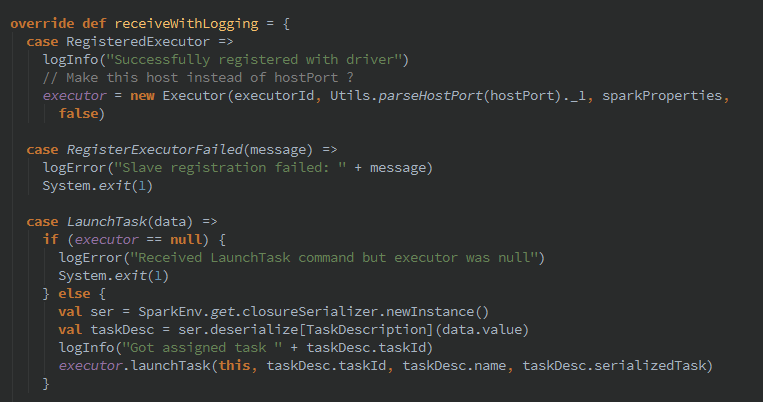 override def receiveWithLogging = {
  case RegisteredExecutor =>
    logInfo("Successfully registered with driver")
    // Make this host instead of hostPort ?
    executor = new Executor(executorId, Utils.parseHostPort(hostPort)._1, sparkProperties,
      false)
  case RegisterExecutorFailed(message) =>
    logError("Slave registration failed: " + message)
    System.exit(1)
  case LaunchTask(data) =>
    if (executor == null) {
      logError("Received LaunchTask command but executor was null")
      System.exit(1)
    } else {
      val ser = SparkEnv.get.closureSerializer.newInstance()
      val taskDesc = ser.deserialize[TaskDescription](data.value)
      logInfo("Got assigned task " + taskDesc.taskId)
      executor.launchTask(this, taskDesc.taskId, taskDesc.name, taskDesc.serializedTask)
    }